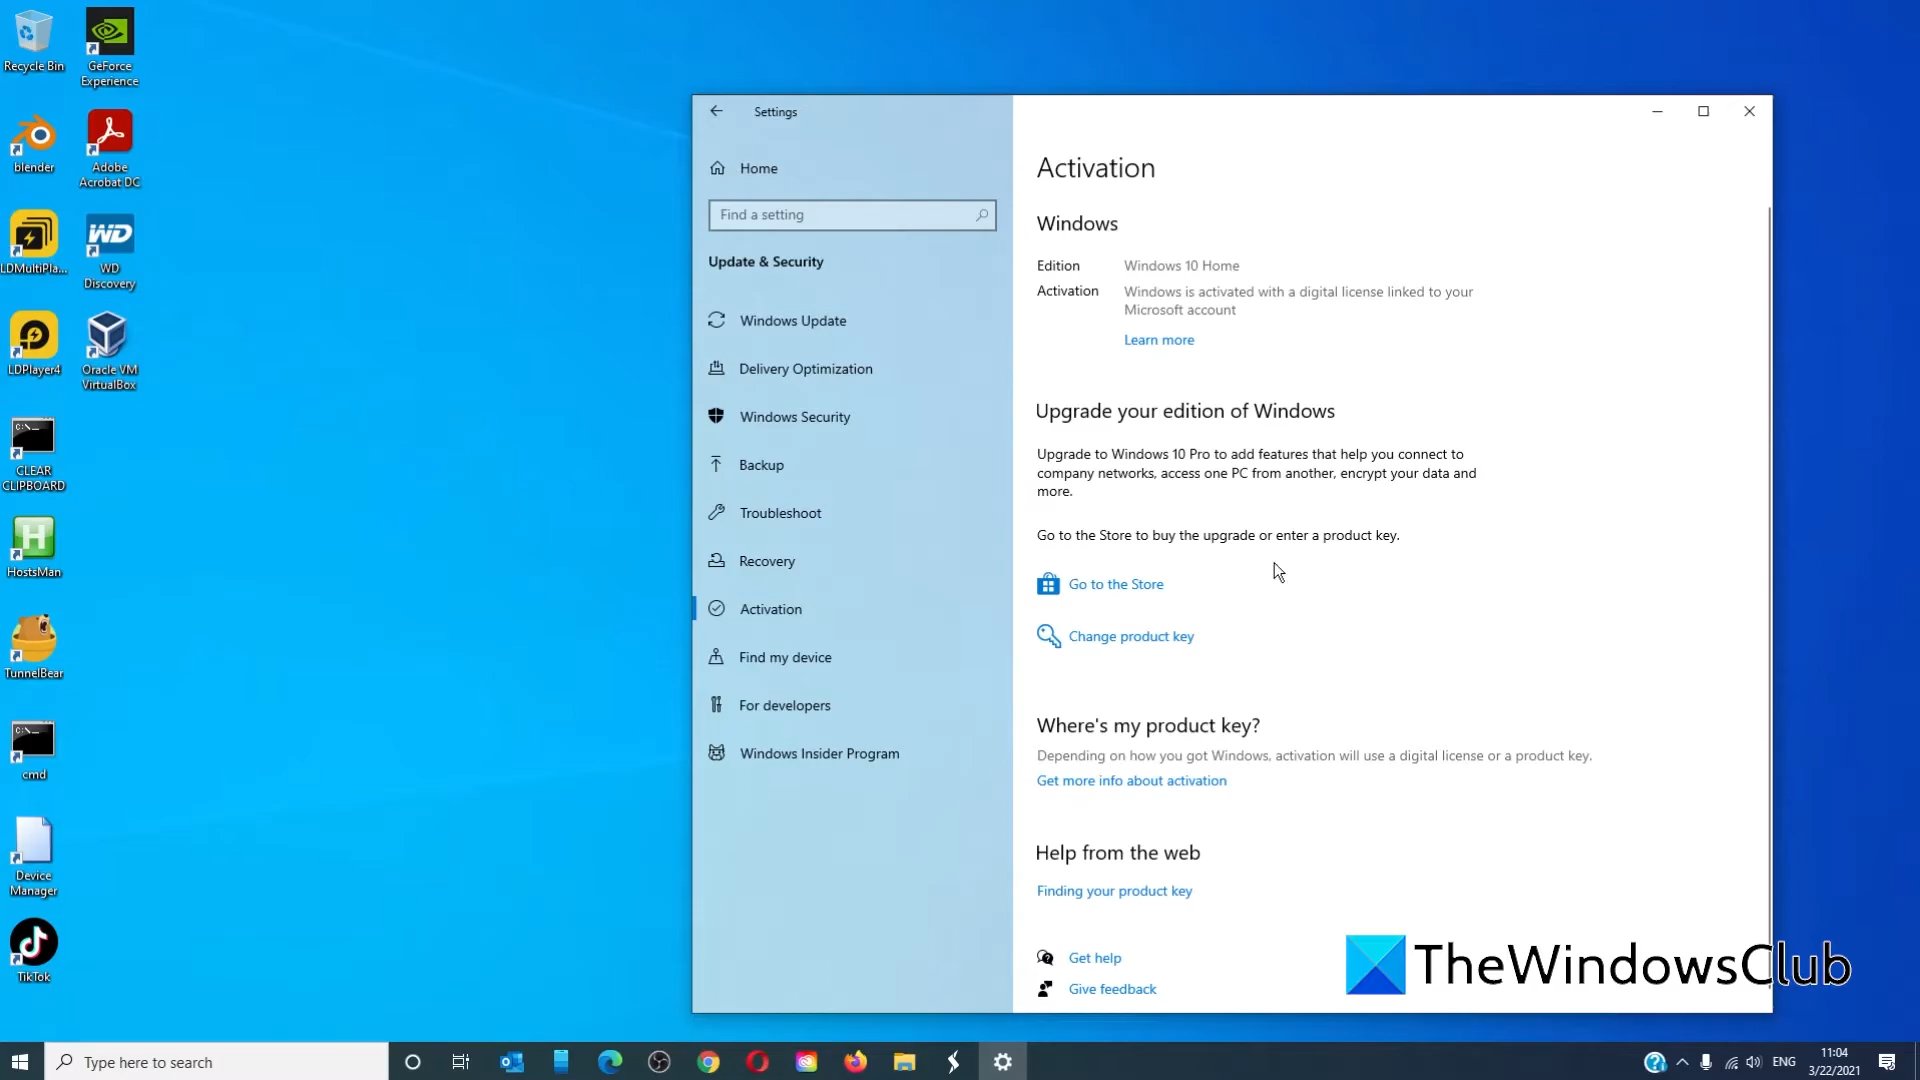 Recycle Bin
GeForce
Experience
blender
Adobe
Acrobat DC
LDMultiPla...
WD
WD
Discovery
LDPlayer4
Oracle VM
VirtualBox
C:\_
CLEAR
CLIPBOARD
H
HostsMan
TunnelBear
C:\_
cmd
Device
Manager
TikTok
Settings
Home
Find a setting
Update & Security
Windows Update
Delivery Optimization
Windows Security
Backup
Troubleshoot
Recovery
Activation
Find my device
For developers
Windows Insider Program
Activation
Windows
Edition Windows 10 Home
Activation Windows is activated with a digital license linked to your
Microsoft account
Learn more
Upgrade your edition of Windows
Upgrade to Windows 10 Pro to add features that help you connect to
company networks, access one PC from another, encrypt your data and
more.
Go to the Store to buy the upgrade or enter a product key.
Go to the Store
Change product key
Where's my product key?
Depending on how you got Windows, activation will use a digital license or a product key.
Get more info about activation
Help from the web
Finding your product key
Get help
Give feedback
TheWindowsClub
Type here to search
ENG
11:04
3/22/2021